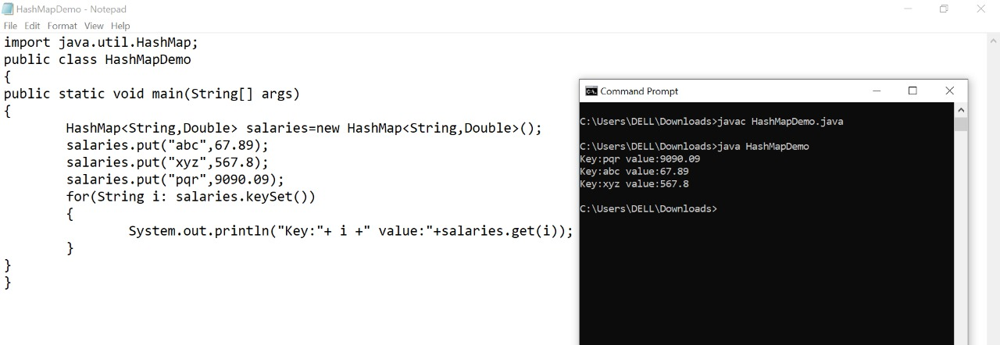 HashMapDemo - Notepad
File Edit Format View Help
import java.util.HashMap;
public class HashMapDemo
{
public static void main(String[] args)
{
HashMap<String,Double> salaries=new HashMap<String,Double>();
salaries.put("abc",67.89);
salaries.put("xyz",567.8);
salaries.put("pqr",9090.09);
for(String i: salaries.keySet())
{
System.out.println("Key:"+ i +" value:"+salaries.get(i));
}
}
}
Command Prompt
C:\Users\DELL\Downloads>javac HashMapDemo.java
C:\Users\DELL\Downloads>java HashMapDemo
Key:pqr value:9090.09
Key:abc value:67.89
Key:xyz value:567.8
C:\Users\DELL\Downloads>